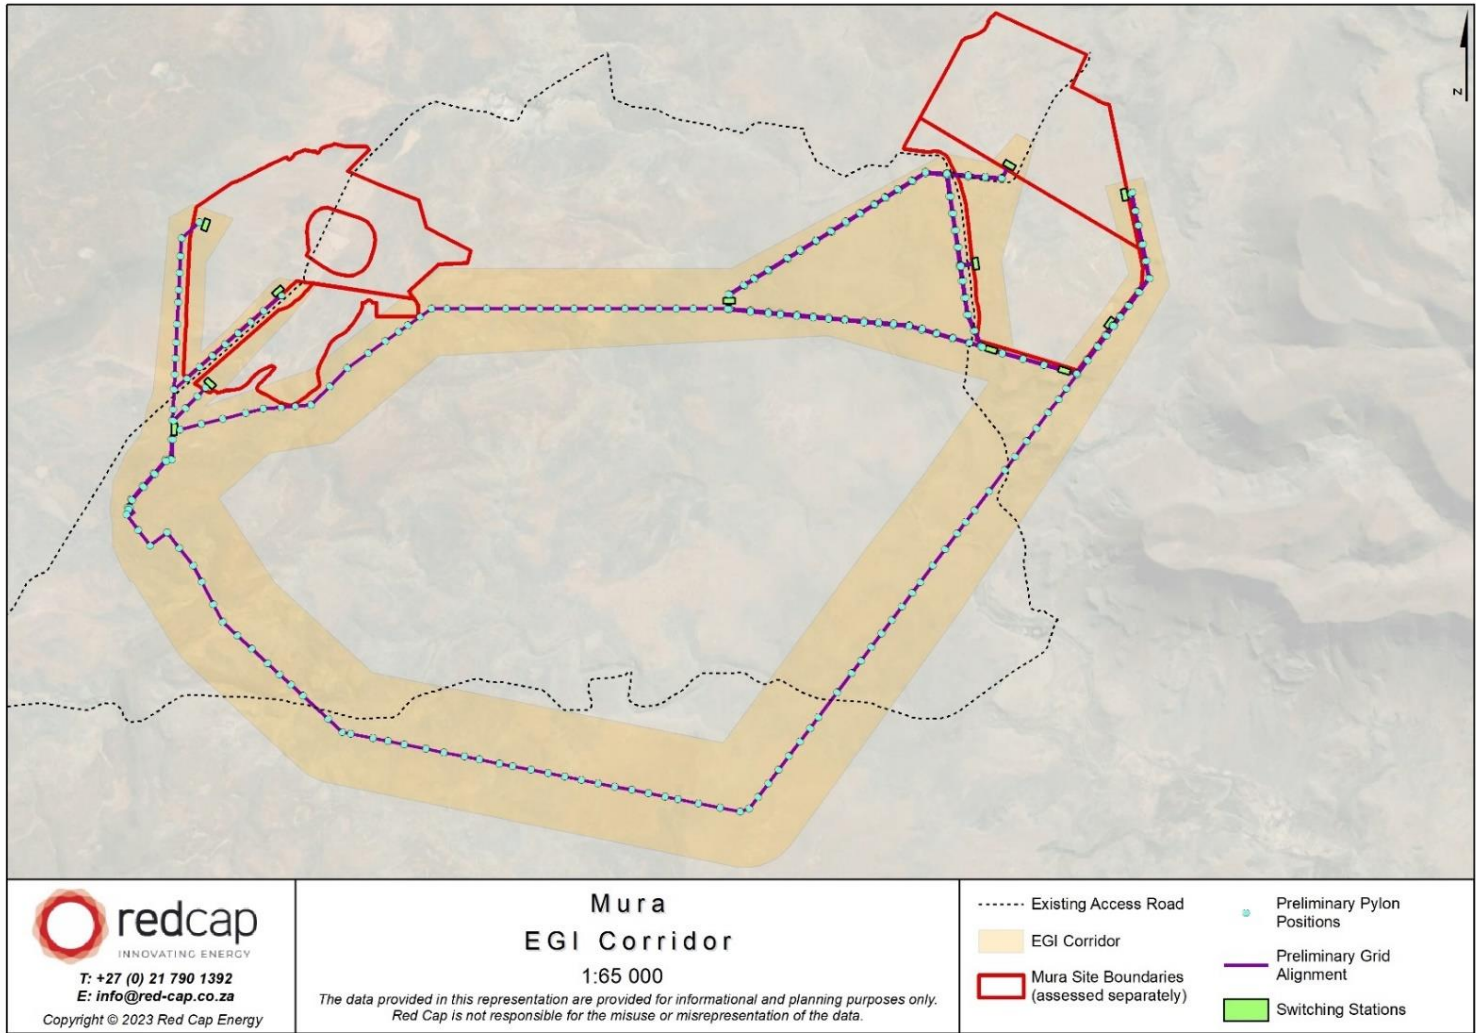 N
redcap
INNOVATING ENERGY
T: +27 (0) 21 790 1392
E: info@red-cap.co.za
Copyright © 2023 Red Cap Energy
Mura
EGI Corridor
1:65 000
The data provided in this representation are provided for informational and planning purposes only.
Red Cap is not responsible for the misuse or misrepresentation of the data.
Existing Access Road
EGI Corridor
Mura Site Boundaries
(assessed separately)
Preliminary Pylon
Positions
Preliminary Grid
Alignment
Switching Stations